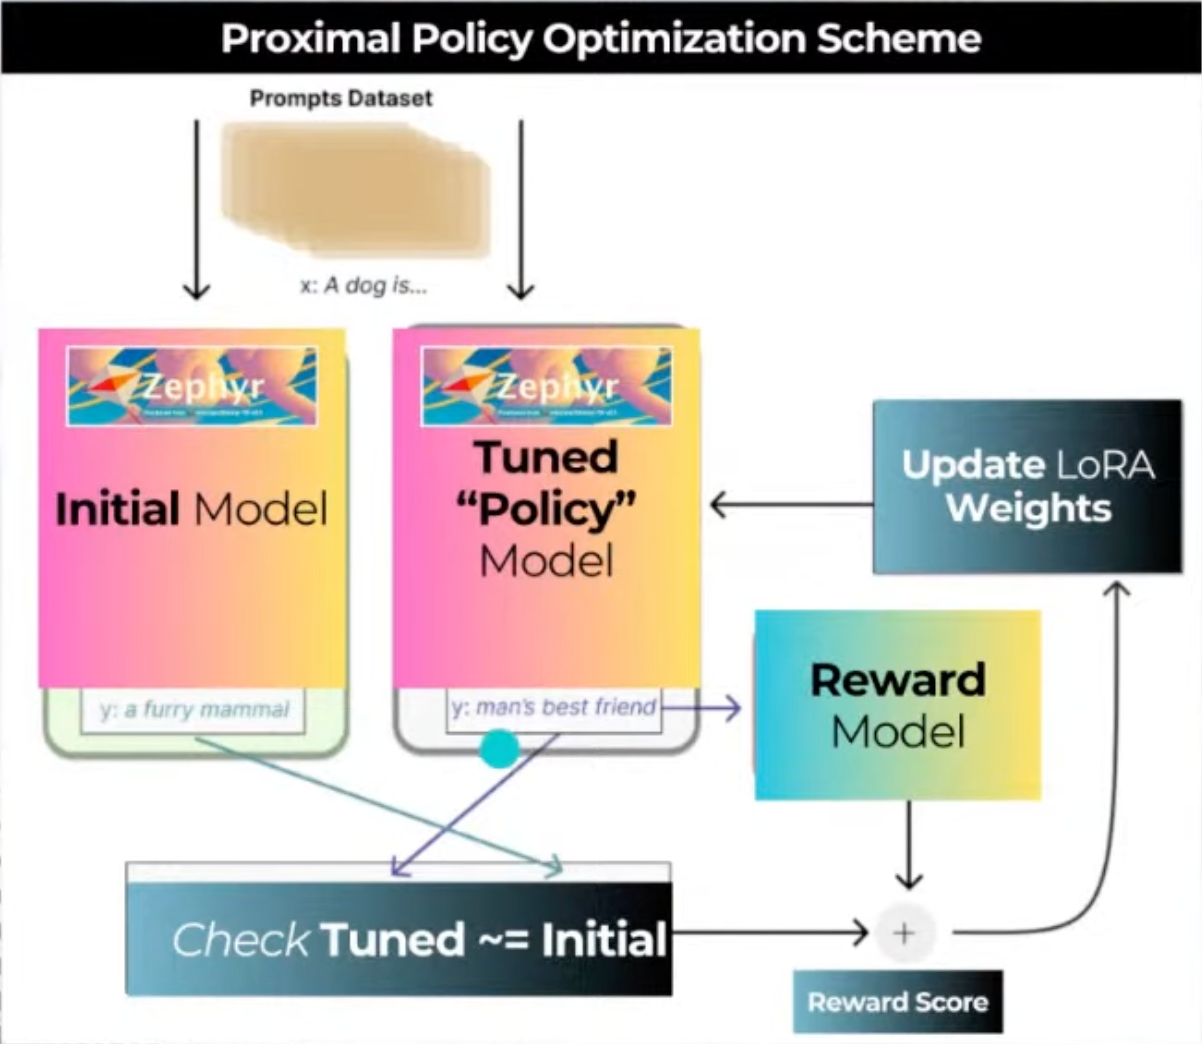 Proximal Policy Optimization Scheme
Prompts Dataset
x: A dog is...
Zephyr
Initial Model
y: a furry mammal
Zephyr
Tuned
“Policy”
Model
y: man's best friend
Update LoRA
Weights
Reward
Model
Check Tuned ~= Initial
+
Reward Score